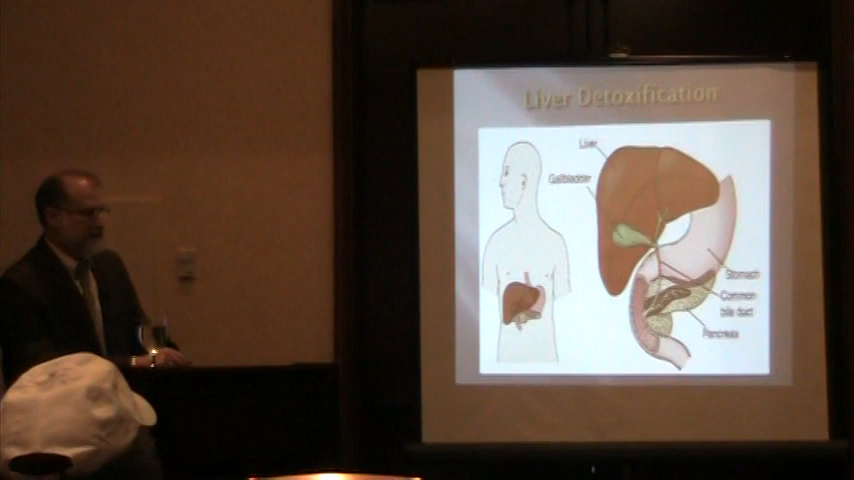 Liver Detoxification
Liver
Gallbladder
Stomach
Common
bile duct
Pancreas